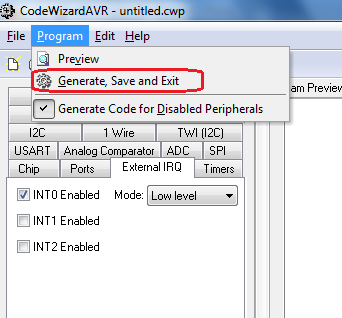 CodeWizardAVR - untitled.cwp
File Program Edit Help
Preview
Generate, Save and Exit
am Preview
Generate Code for Disabled Peripherals
I2C 1 Wire TWI (I2C)
USART Analog Comparator ADC SPI
Chip Ports External IRQ Timers
INT0 Enabled Mode: Low level
INT1 Enabled
INT2 Enabled